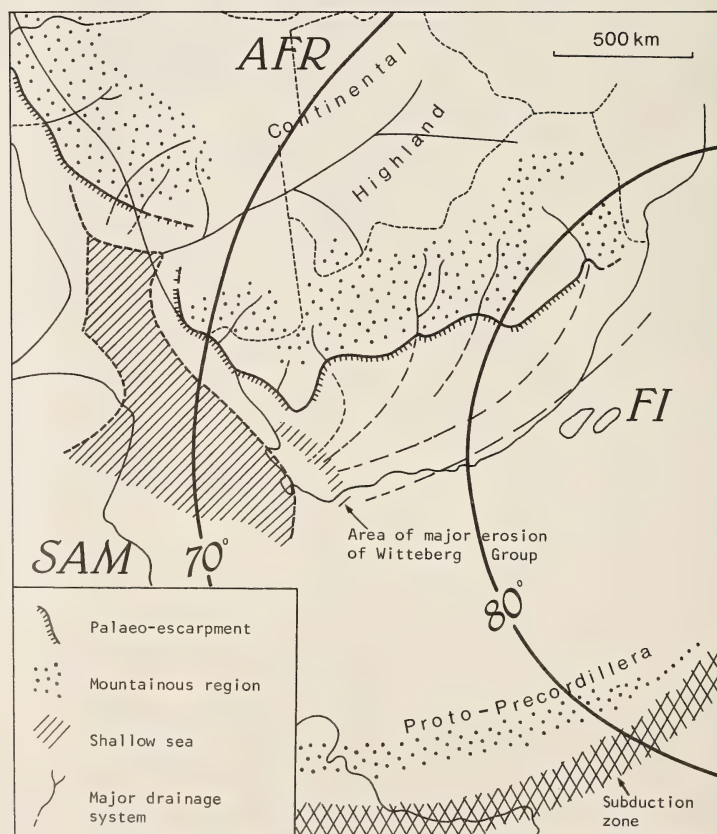 AFR
500 km
Continental
Highland
FI
Area of major erosion
of Witteberg Group
SAM
70°
80°
Palaeo-escarpment
Mountainous region
Shallow sea
Major drainage
system
Proto-Precordillera
Subduction
zone